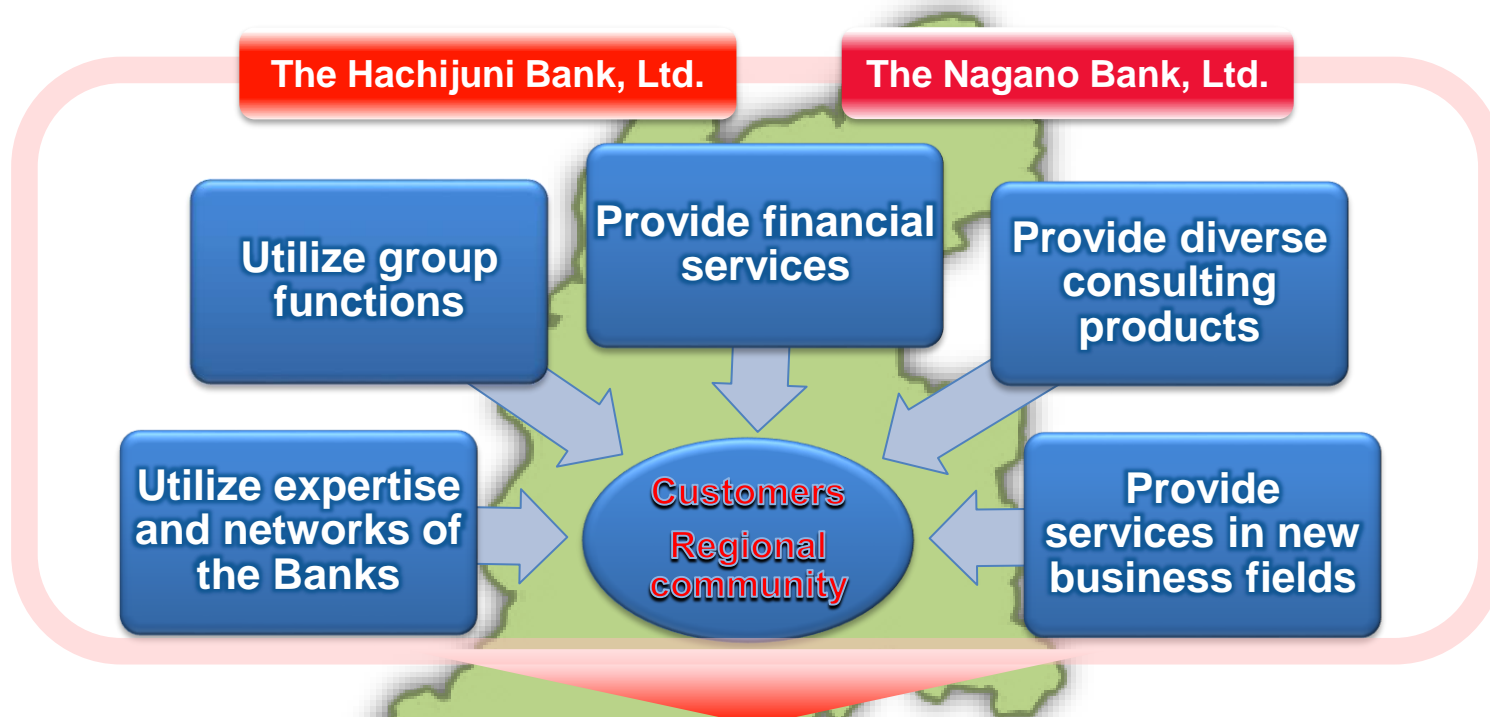 The Hachijuni Bank, Ltd.
The Nagano Bank, Ltd.
Utilize group
functions
Provide financial
services
Provide diverse
consulting
products
Utilize expertise
and networks of
the Banks
Customers
Regional
community
Provide
services in new
business fields